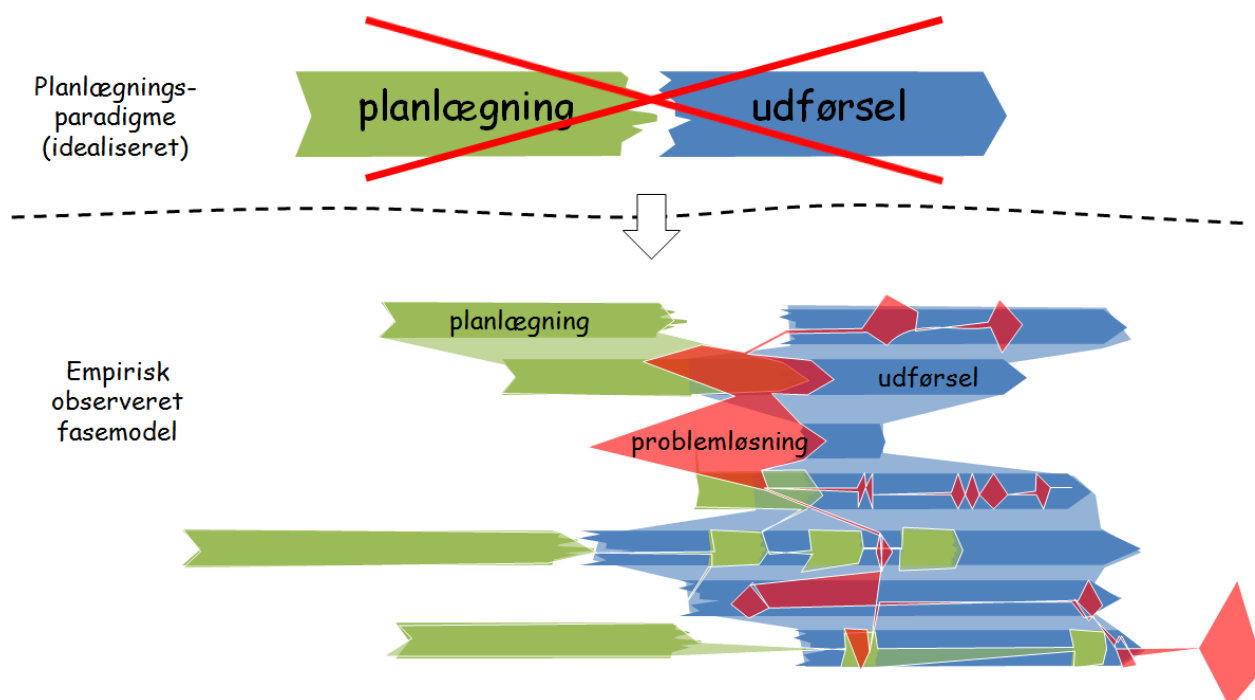 Planlægnings-
paradigme
(idealiseret)
planlægning
udførsel
planlægning
udførsel
Empirisk
observeret
fasemodel
problemløsning